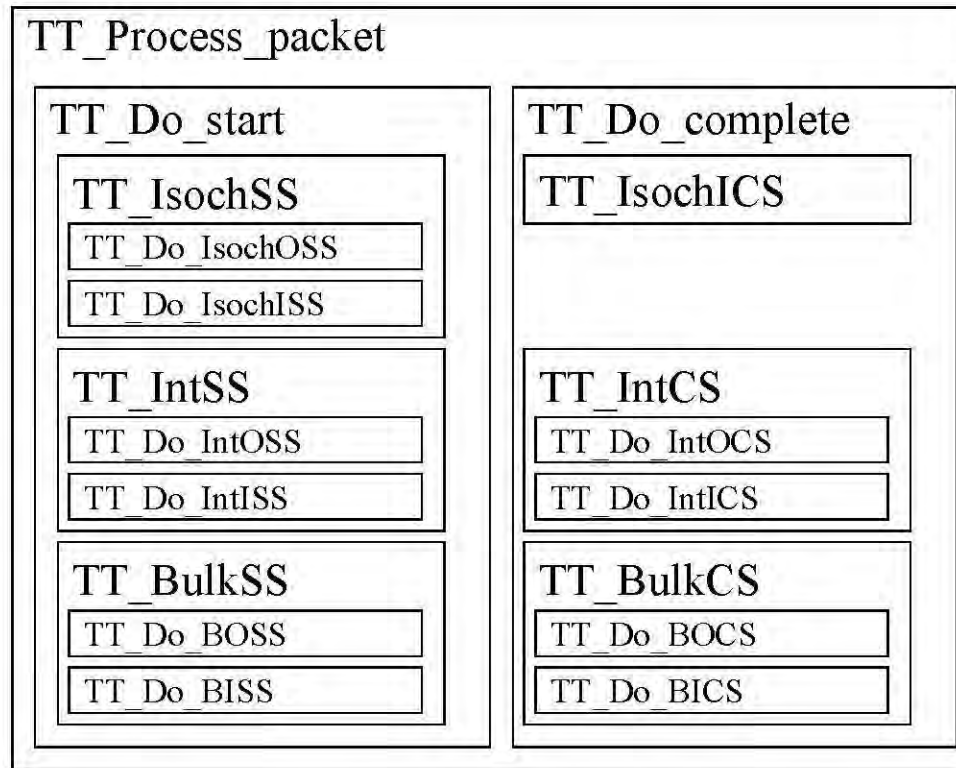 TT_Process_packet
TT_Do_start
TT_IsochSS
TT_Do_IsochOSS
TT_Do_IsochISS
TT_IntSS
TT_Do_IntOSS
TT_Do_IntISS
TT_BulkSS
TT_Do_BOSS
TT_Do_BISS
TT_Do_complete
TT_IsochICS
TT_IntCS
TT_Do_IntOCS
TT_Do_IntICS
TT_BulkCS
TT_Do_BOCS
TT_Do_BICS